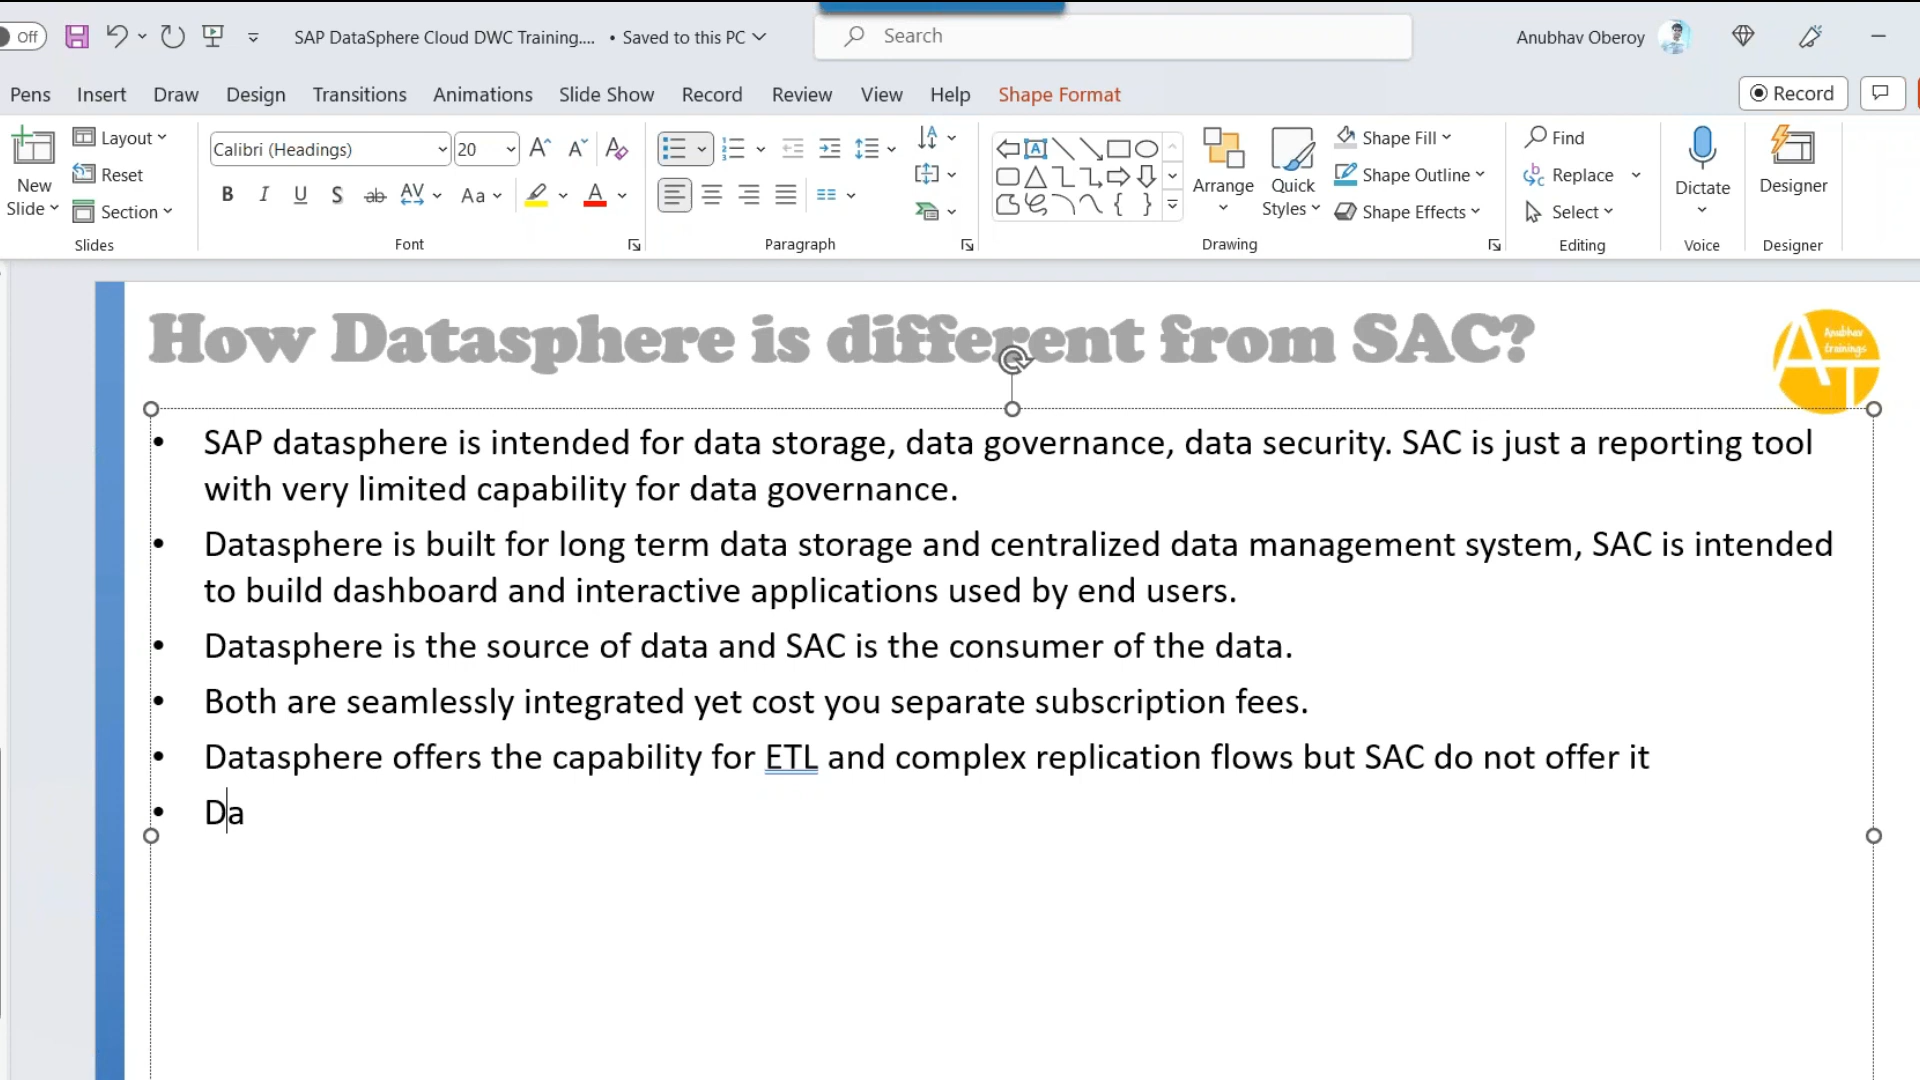 Off
SAP DataSphere Cloud DWC Training.... • Saved to this PC
Search
Anubhav Oberoy
Pens Insert Draw Design Transitions Animations Slide Show Record Review View Help Shape Format
Record
New
Slide
Layout
Reset
Section
Slides
Calibri (Headings) 20
Font
Paragraph
Arrange
Quick
Styles
Shape Fill
Shape Outline
Shape Effects
Drawing
Find
Replace
Select
Editing
Dictate
Voice
Designer
Designer
How Datasphere is different from SAC?
Anubhav
trainings
AT
• SAP datasphere is intended for data storage, data governance, data security. SAC is just a reporting tool
with very limited capability for data governance.
• Datasphere is built for long term data storage and centralized data management system, SAC is intended
to build dashboard and interactive applications used by end users.
• Datasphere is the source of data and SAC is the consumer of the data.
• Both are seamlessly integrated yet cost you separate subscription fees.
• Datasphere offers the capability for ETL and complex replication flows but SAC do not offer it
• Da